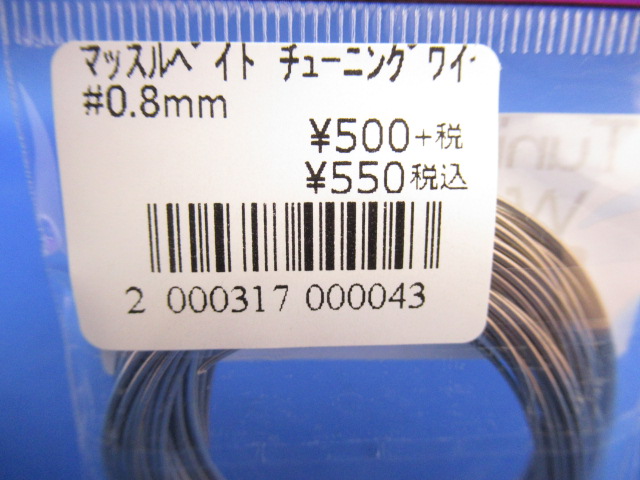 マッスルベイト チューニングワイ
#0.8mm
¥500+税
¥550税込
2 000317 000043
Tuni
W